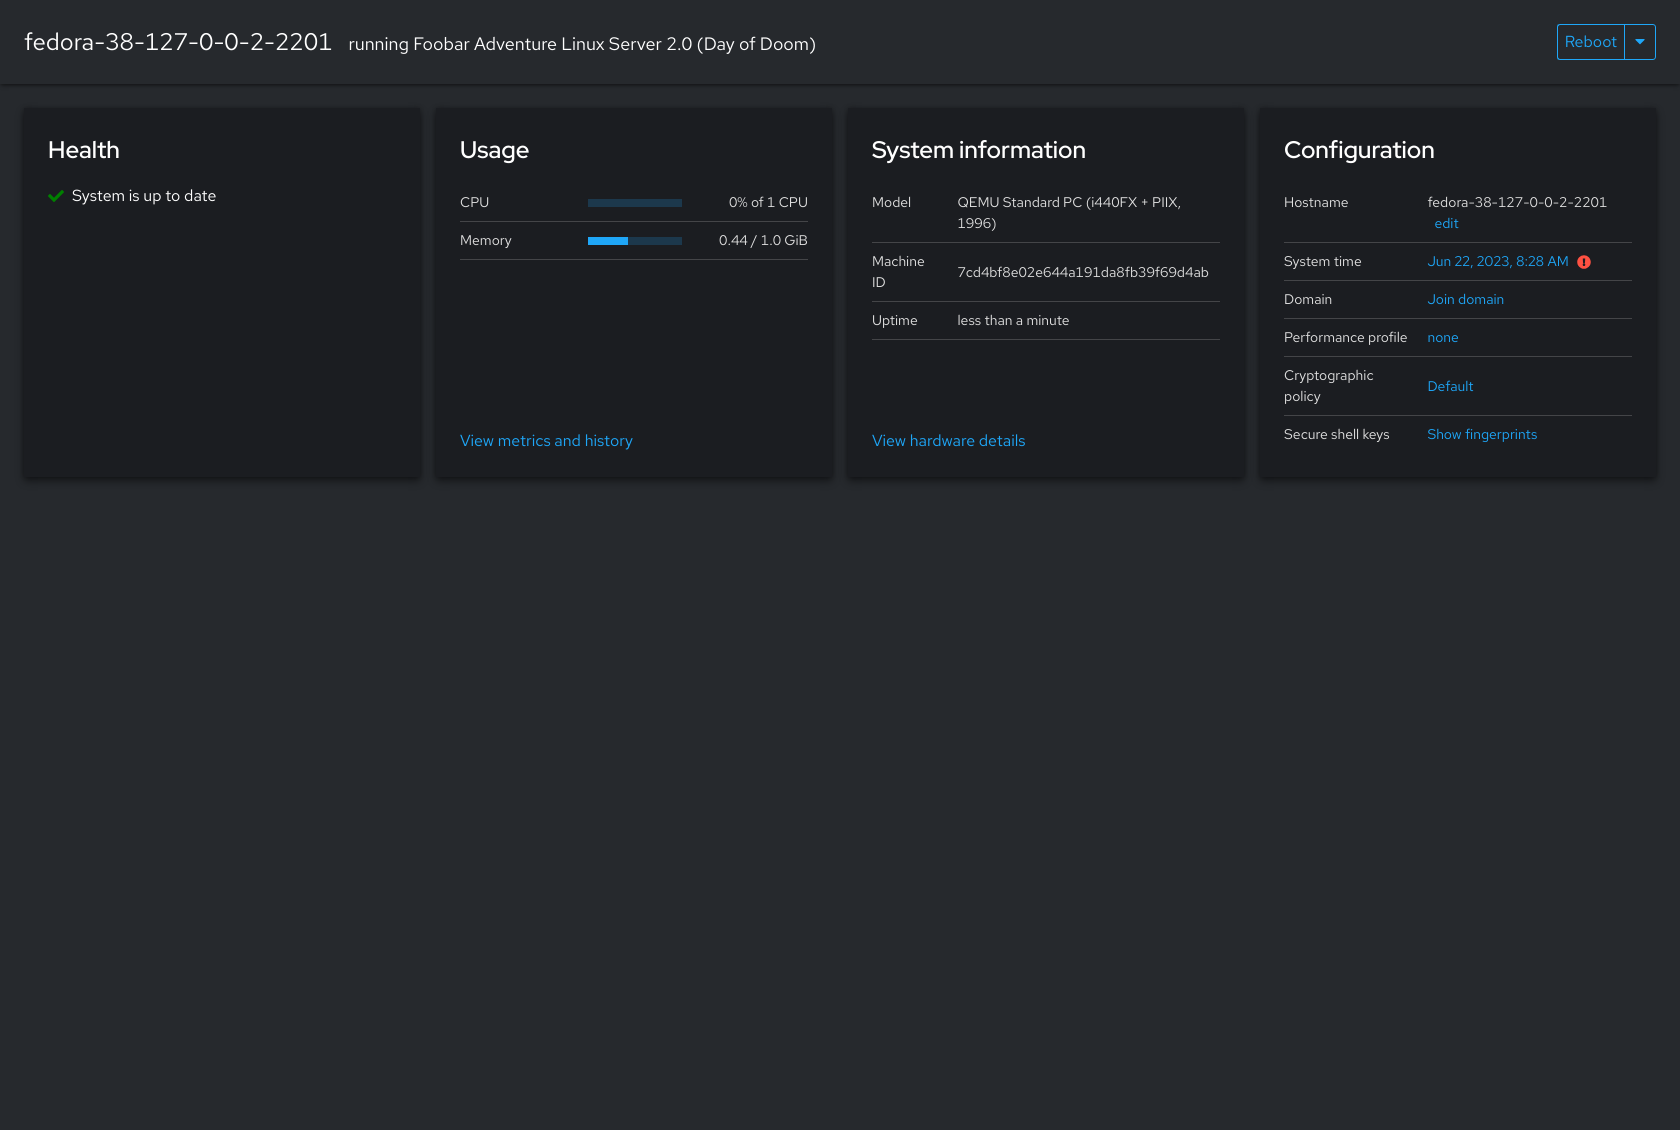 fedora-38-127-0-0-2-2201 running Foobar Adventure Linux Server 2.0 (Day of Doom)
Reboot
Health
System is up to date
Usage
CPU 0% of 1 CPU
Memory 0.44 / 1.0 GiB
View metrics and history
System information
Model QEMU Standard PC (i440FX + PIIX,
1996)
Machine
ID
7cd4bf8e02e644a191da8fb39f69d4ab
Uptime less than a minute
View hardware details
Configuration
Hostname fedora-38-127-0-0-2-2201
edit
System time Jun 22, 2023, 8:28 AM
Domain Join domain
Performance profile none
Cryptographic
policy
Default
Secure shell keys Show fingerprints